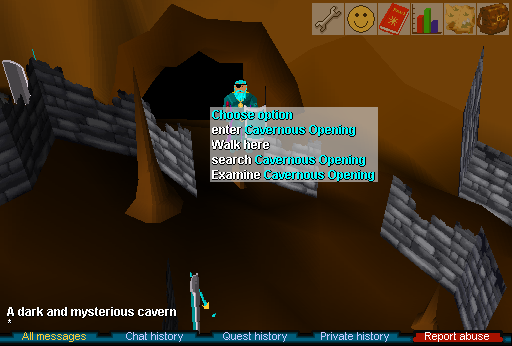 Choose option
enter Cavernous Opening
Walk here
search Cavernous Opening
Examine Cavernous Opening
A dark and mysterious cavern
*
All messages
Chat history
Quest history
Private history
Report abuse